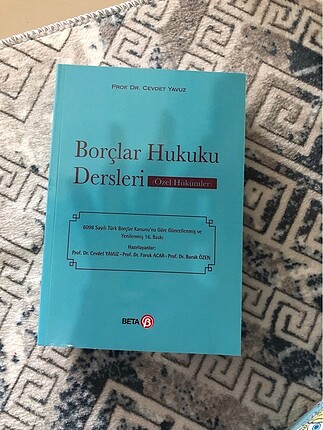 PROF. DR. CEVDET YAVUZ
Borçlar Hukuku
Dersleri (Özel Hükümler)
6098 Sayılı Türk Borçlar Kanunu'na Göre Güncellenmiş ve
Yenilenmiş 16. Baskı
Hazırlayanlar:
Prof. Dr. Cevdet YAVUZ - Prof. Dr. Faruk ACAR - Prof. Dr. Burak ÖZEN
BETA B